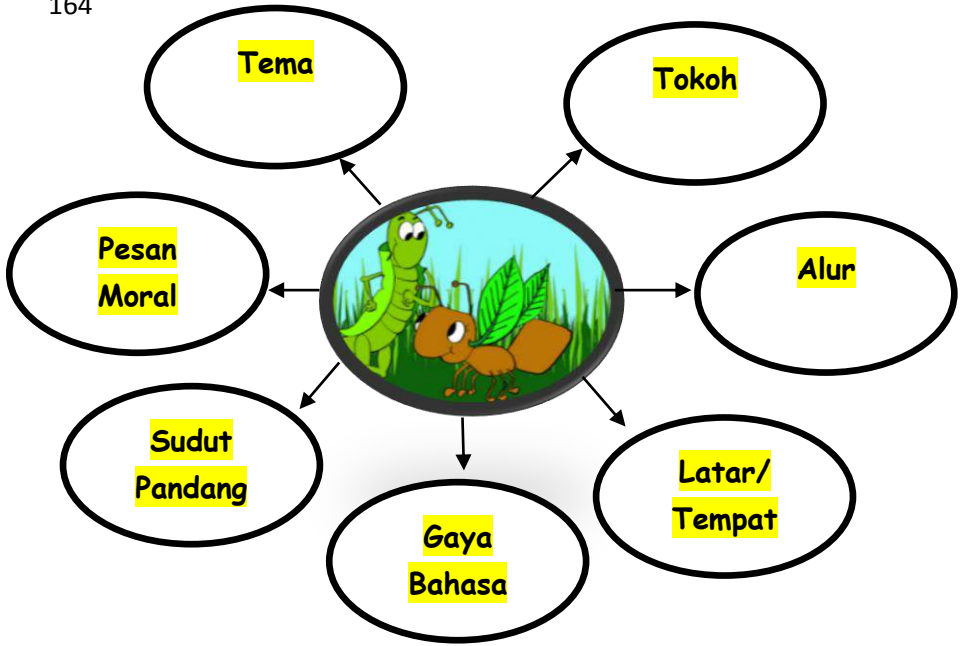 164
Tema
Tokoh
Pesan
Moral
Alur
Sudut
Pandang
Latar/
Tempat
Gaya
Bahasa